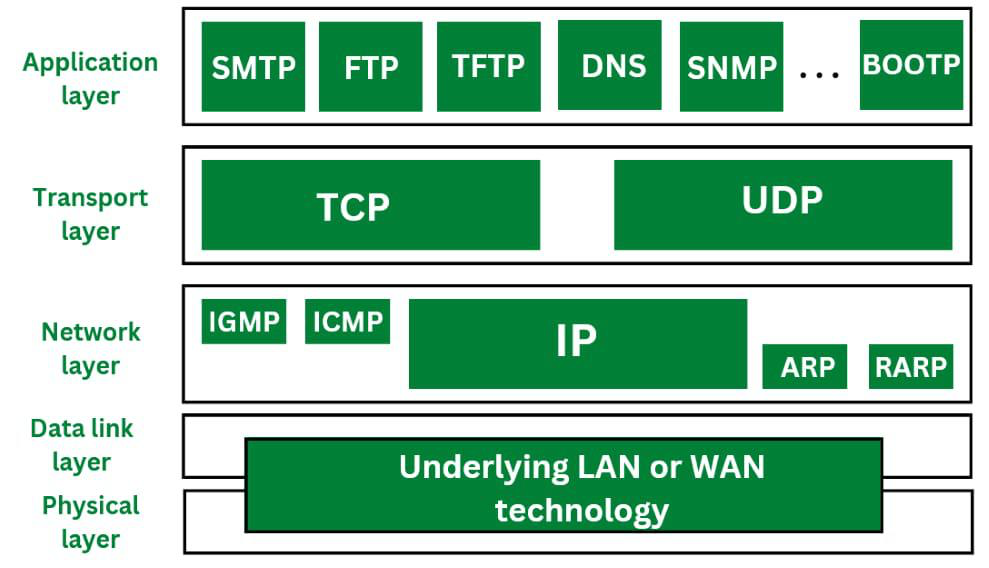 Application
layer
SMTP FTP TFTP DNS SNMP ... BOOTP
Transport
layer
TCP UDP
Network
layer
IGMP ICMP IP ARP RARP
Data link
layer
Physical
layer
Underlying LAN or WAN
technology